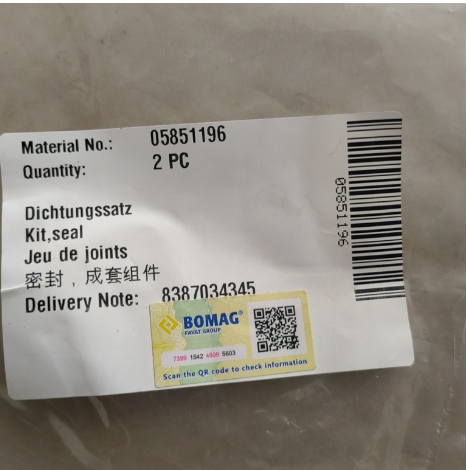 Material No.: 05851196
Quantity: 2 PC
Dichtungssatz
Kit,seal
Jeu de joints
密封，成套组件
Delivery Note: 8387034345
05851196
BOMAG®
FAYAT GROUP
7399 1542 4009 5603
Scan the QR code to check information